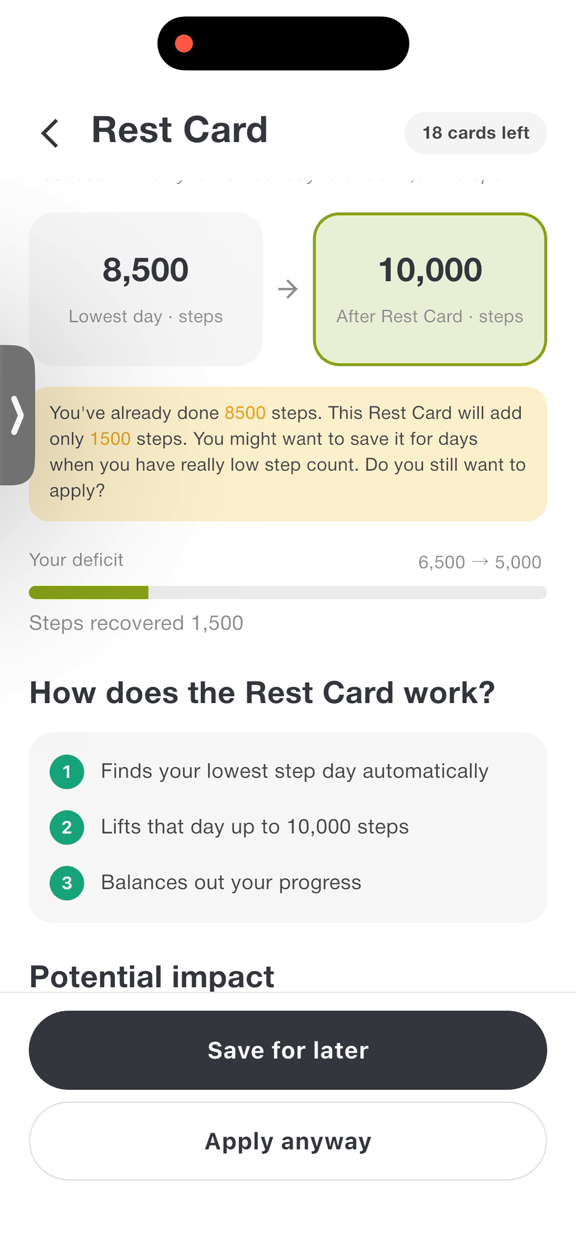 Rest Card
18 cards left
8,500
Lowest day · steps
→
10,000
After Rest Card · steps
You've already done 8500 steps. This Rest Card will add
only 1500 steps. You might want to save it for days
when you have really low step count. Do you still want to
apply?
Your deficit
6,500 → 5,000
Steps recovered 1,500
How does the Rest Card work?
1 Finds your lowest step day automatically
2 Lifts that day up to 10,000 steps
3 Balances out your progress
Potential impact
Save for later
Apply anyway